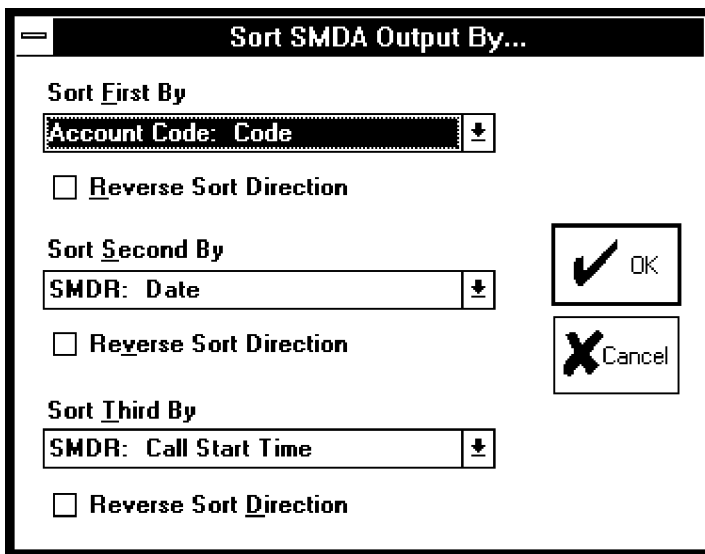 Sort SMDA Output By...
Sort First By
Account Code: Code
Reverse Sort Direction
Sort Second By
SMDR: Date
Reverse Sort Direction
OK
Cancel
Sort Third By
SMDR: Call Start Time
Reverse Sort Direction